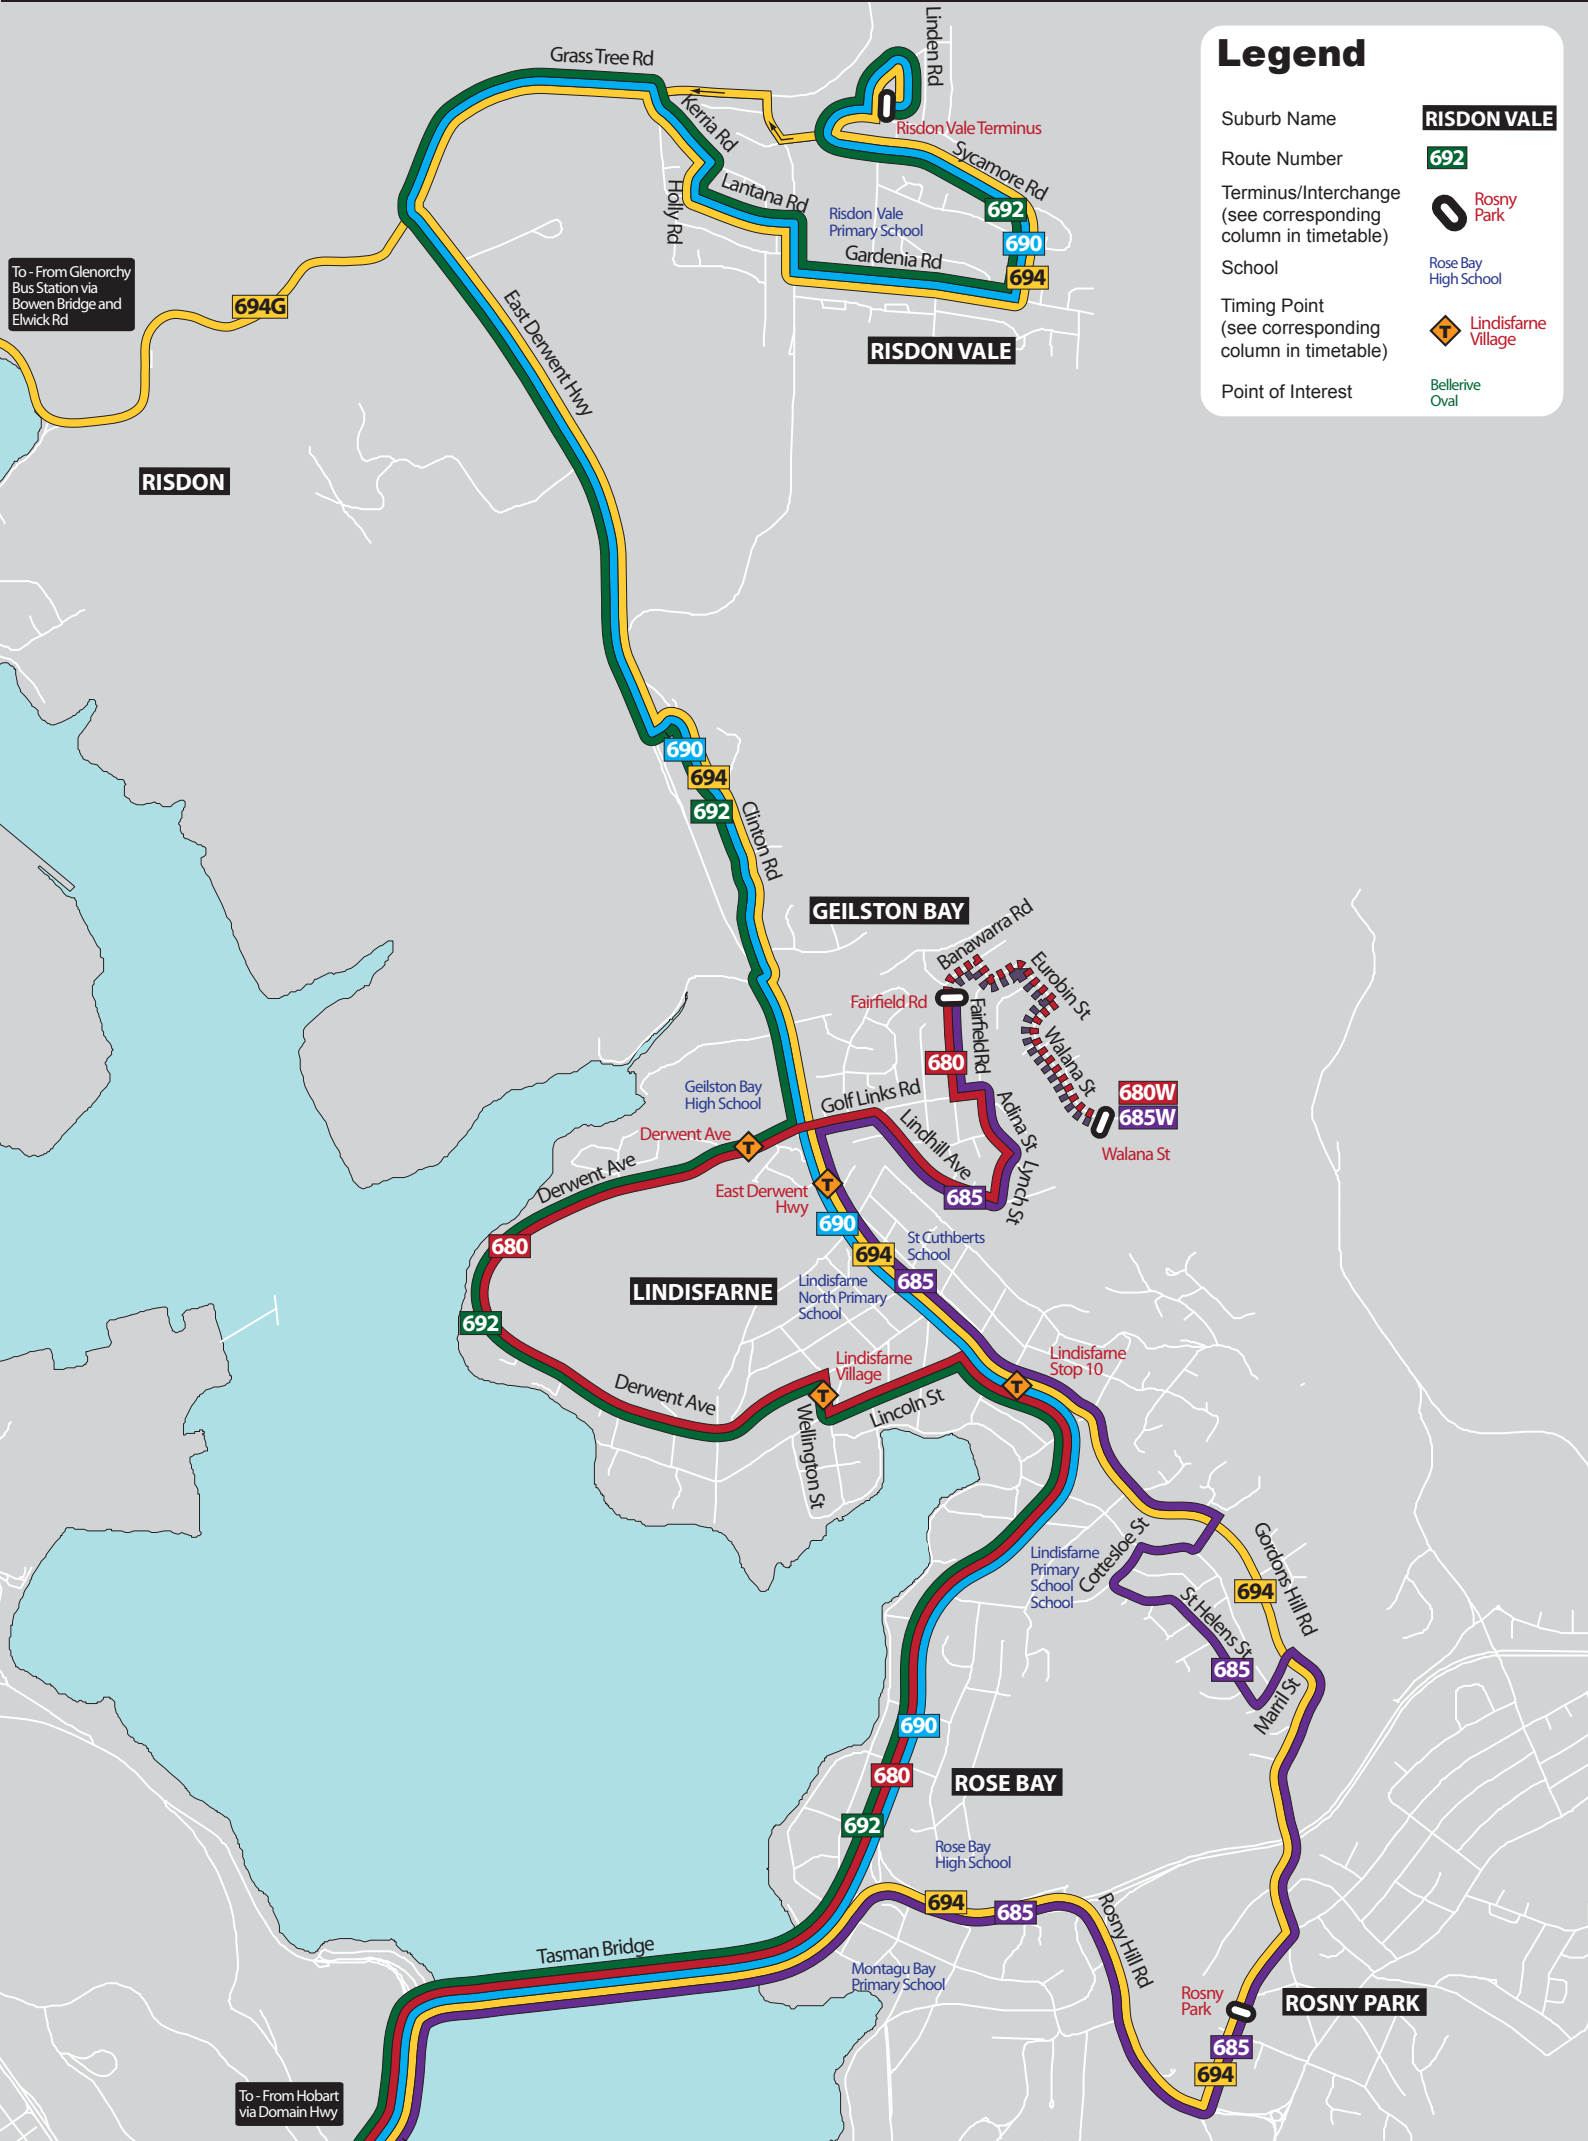 Legend
Suburb Name
RISDON VALE
Route Number
692
Terminus/Interchange
(see corresponding
column in timetable)
Rosny
Park
School
Rose Bay
High School
Timing Point
(see corresponding
column in timetable)
T
Lindisfarne
Village
Point of Interest
Bellerive
Oval
Linden Rd
Grass Tree Rd
Kerria Rd
Risdon Vale Terminus
Sycamore Rd
Holly Rd
Lantana Rd
Risdon Vale
Primary School
692
690
694
Gardenia Rd
To - From Glenorchy
Bus Station via
Bowen Bridge and
Elwick Rd
694G
East Derwent Hwy
RISDON VALE
RISDON
690
694
692
Clinton Rd
GEILSTON BAY
Banawarra Rd
Eurobin St
Fairfield Rd
Fairfield Rd
Walana St
680
680W
685W
Walana St
Geilston Bay
High School
Golf Links Rd
Adina St
Derwent Ave
T
Lindhill Ave
Lynch St
Derwent Ave
East Derwent
Hwy
T
685
690
680
694
St Cuthberts
School
685
LINDISFARNE
Lindisfarne
North Primary
School
692
Lindisfarne
Village
T
Lindisfarne
Stop 10
T
Derwent Ave
Lincoln St
Wellington St
Lindisfarne
Primary
School
School
Cottesloe St
Gordons Hill Rd
694
St Helens St
685
Marril St
690
680
ROSE BAY
692
Rose Bay
High School
694
685
Rosny Hill Rd
Tasman Bridge
Montagu Bay
Primary School
Rosny
Park
ROSNY PARK
685
694
To - From Hobart
via Domain Hwy